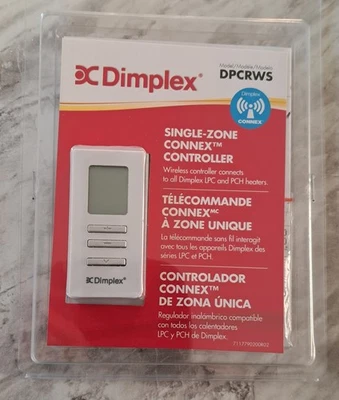 Dimplex®
Model/Modèle/Modelo
DPCRWS
Dimplex
CONNEX™
SINGLE-ZONE
CONNEX™
CONTROLLER
Wireless controller connects
to all Dimplex LPC and PCH heaters.
TÉLÉCOMMANDE
CONNEXᴹᶜ
À ZONE UNIQUE
La télécommande sans fil interagit
avec tous les appareils Dimplex des
séries LPC et PCH.
CONTROLADOR
CONNEX™
DE ZONA ÚNICA
Regulador inalámbrico compatible
con todos los calentadores
LPC y PCH de Dimplex.
Dimplex®